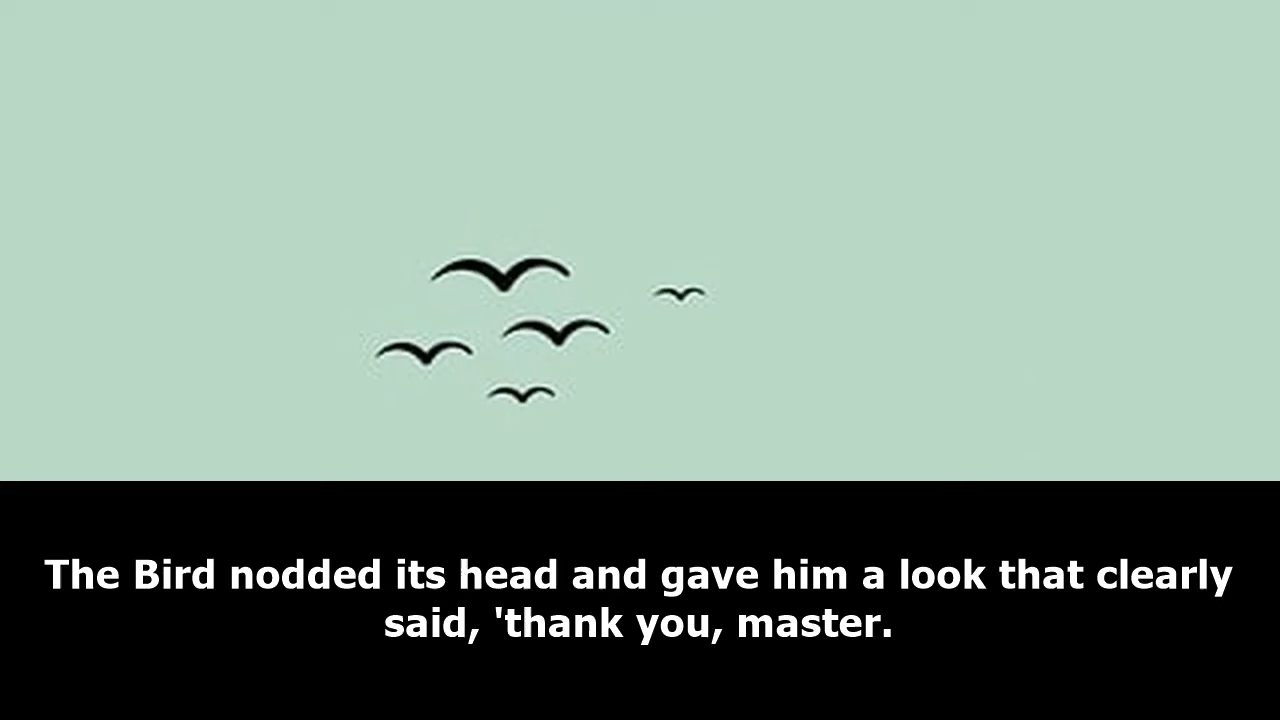 The Bird nodded its head and gave him a look that clearly
said, 'thank you, master.